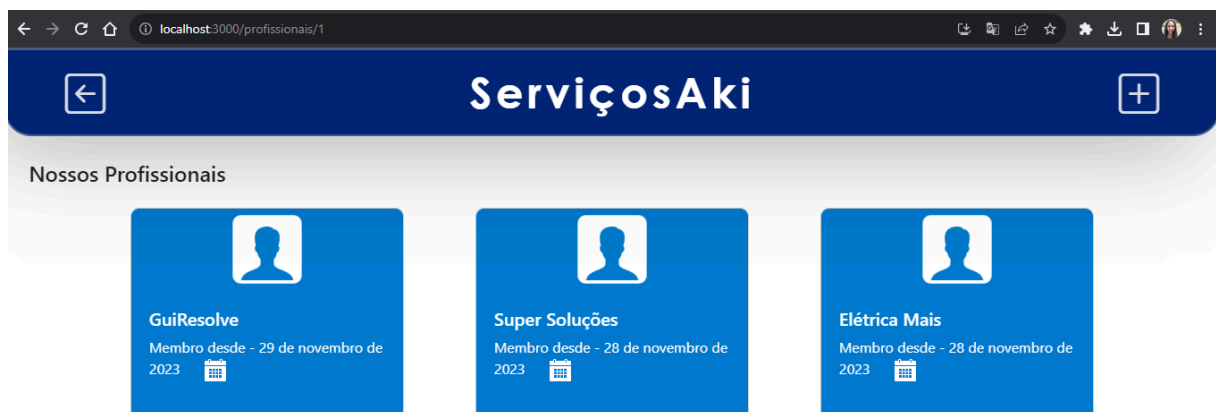 localhost:3000/profissionais/1
ServiçosAki
Nossos Profissionais
GuiResolve
Membro desde - 29 de novembro de
2023
Super Soluções
Membro desde - 28 de novembro de
2023
Elétrica Mais
Membro desde - 28 de novembro de
2023